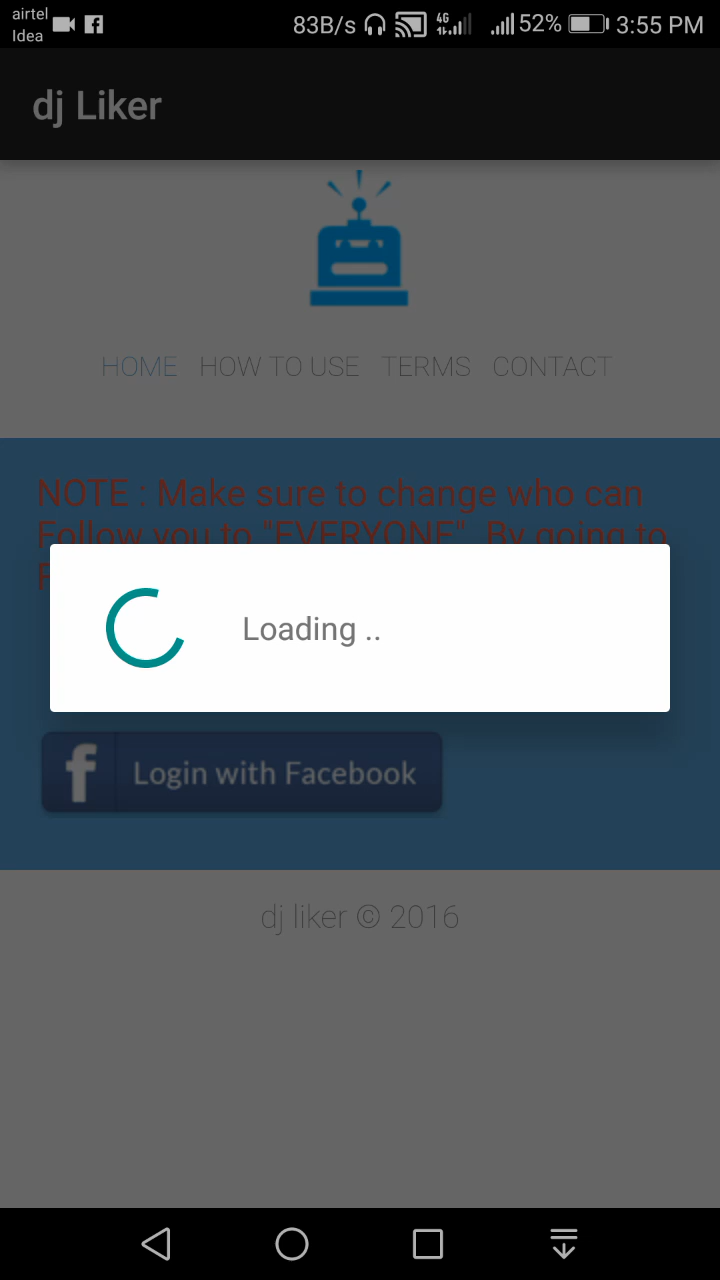 airtel
Idea
83B/s 4G 52% 3:55 PM
dj Liker
HOME HOW TO USE TERMS CONTACT
NOTE : Make sure to change who can
Follow you to "EVERYONE". By going to
Loading ..
f Login with Facebook
dj liker © 2016